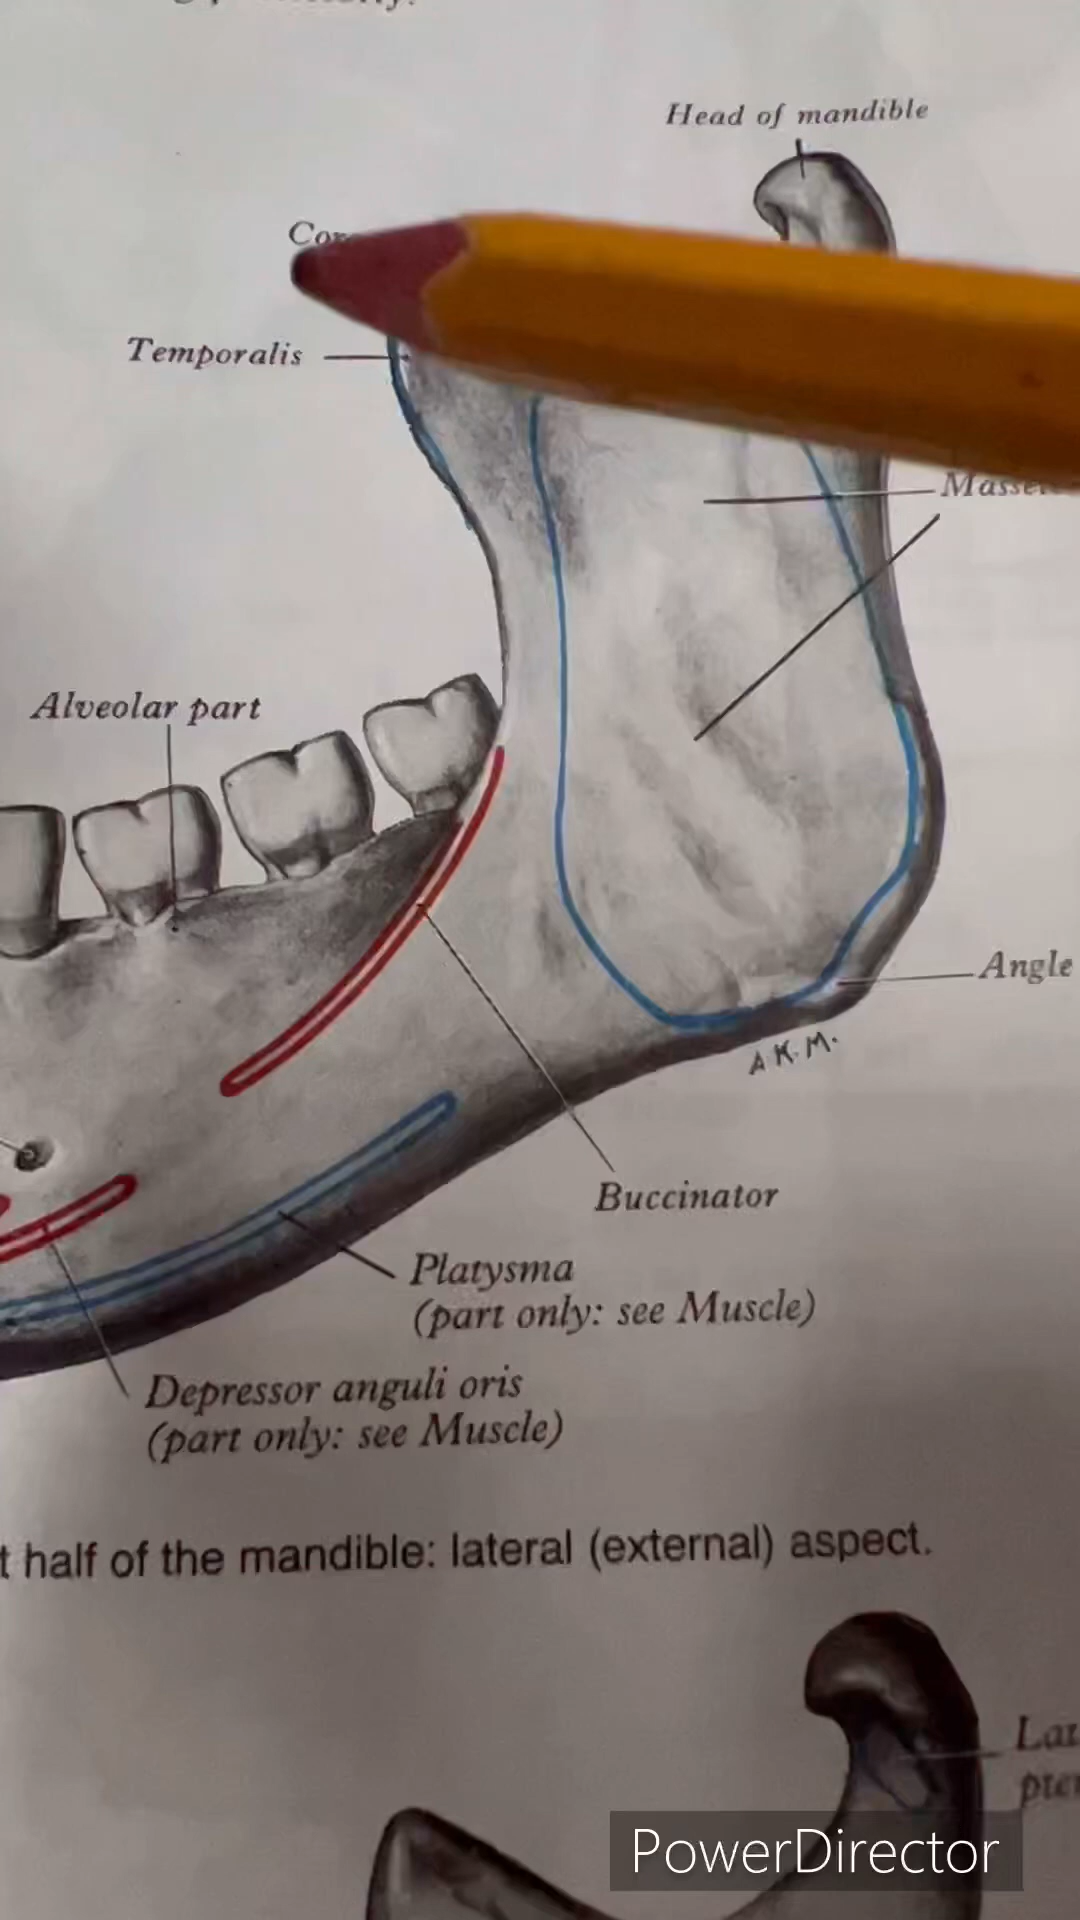 Head of mandible
Temporalis
Alveolar part
Angle
A.K.M.
Buccinator
Platysma
(part only: see Muscle)
Depressor anguli oris
(part only: see Muscle)
half of the mandible: lateral (external) aspect.
PowerDirector